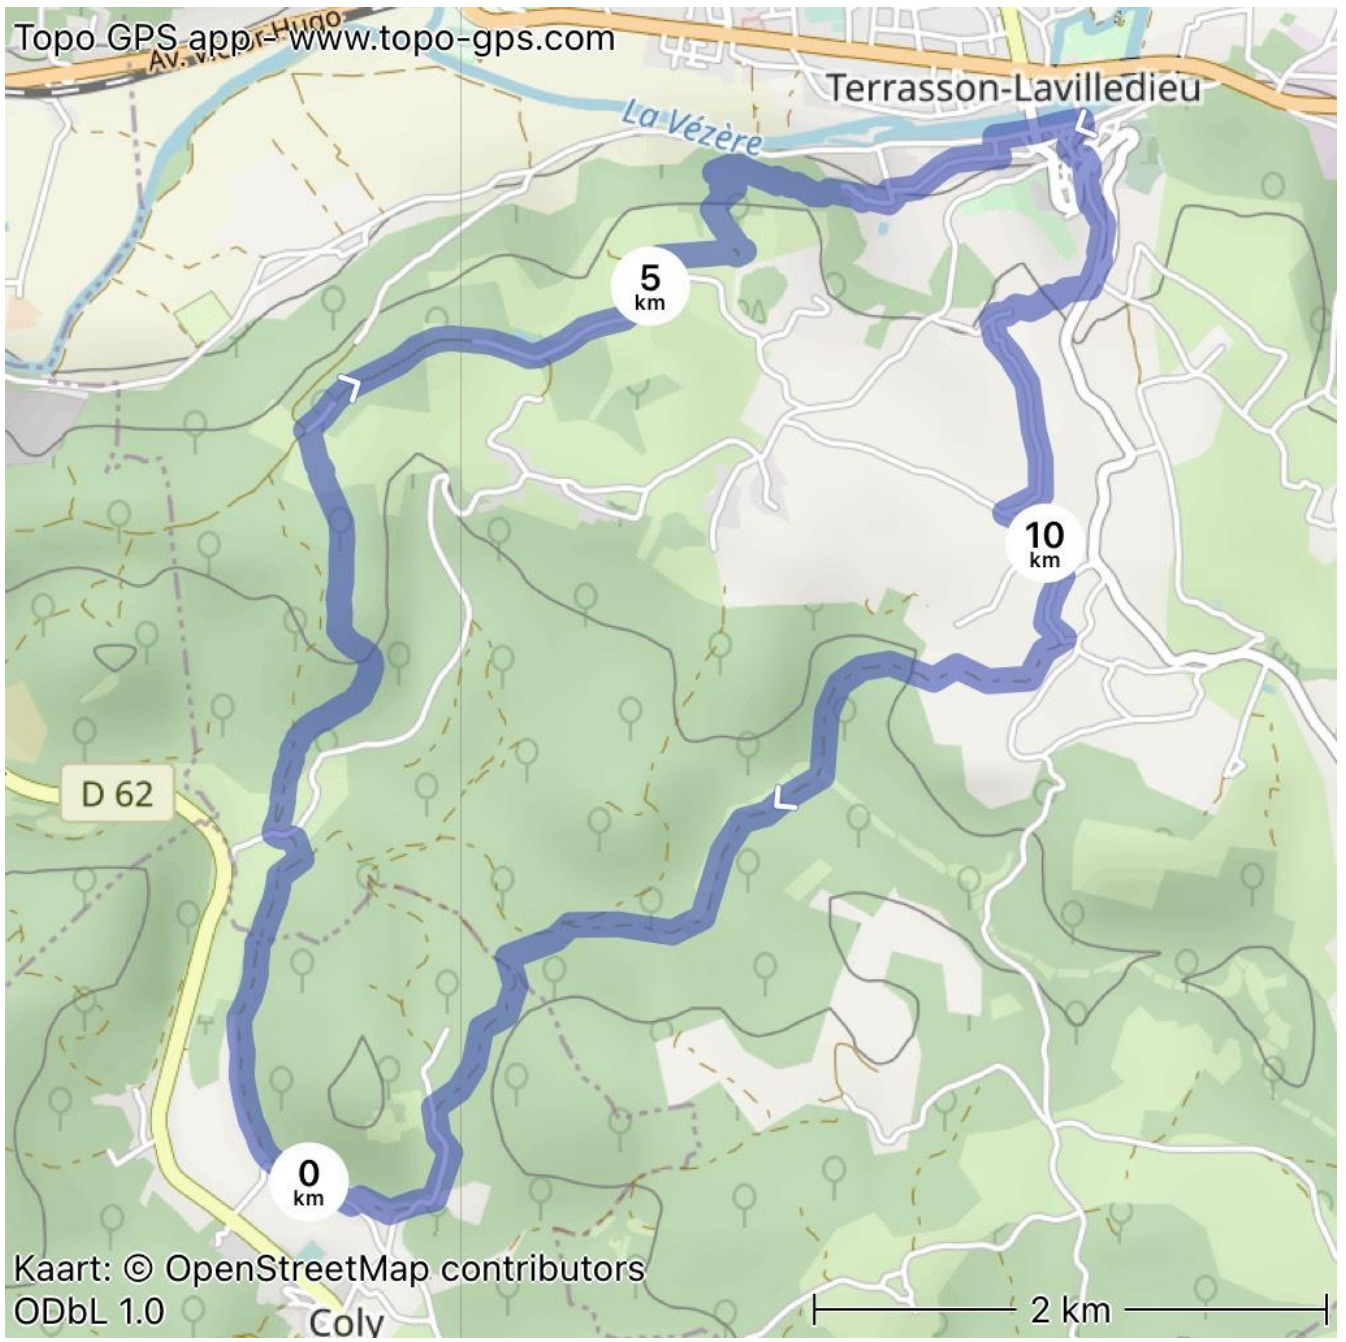 Topo GPS app - www.topo-gps.com
Av. Victor-Hugo
Terrasson-Lavilledieu
La Vézère
5
km
10
km
D 62
0
km
Kaart: © OpenStreetMap contributors
ODbL 1.0
2 km
Coly